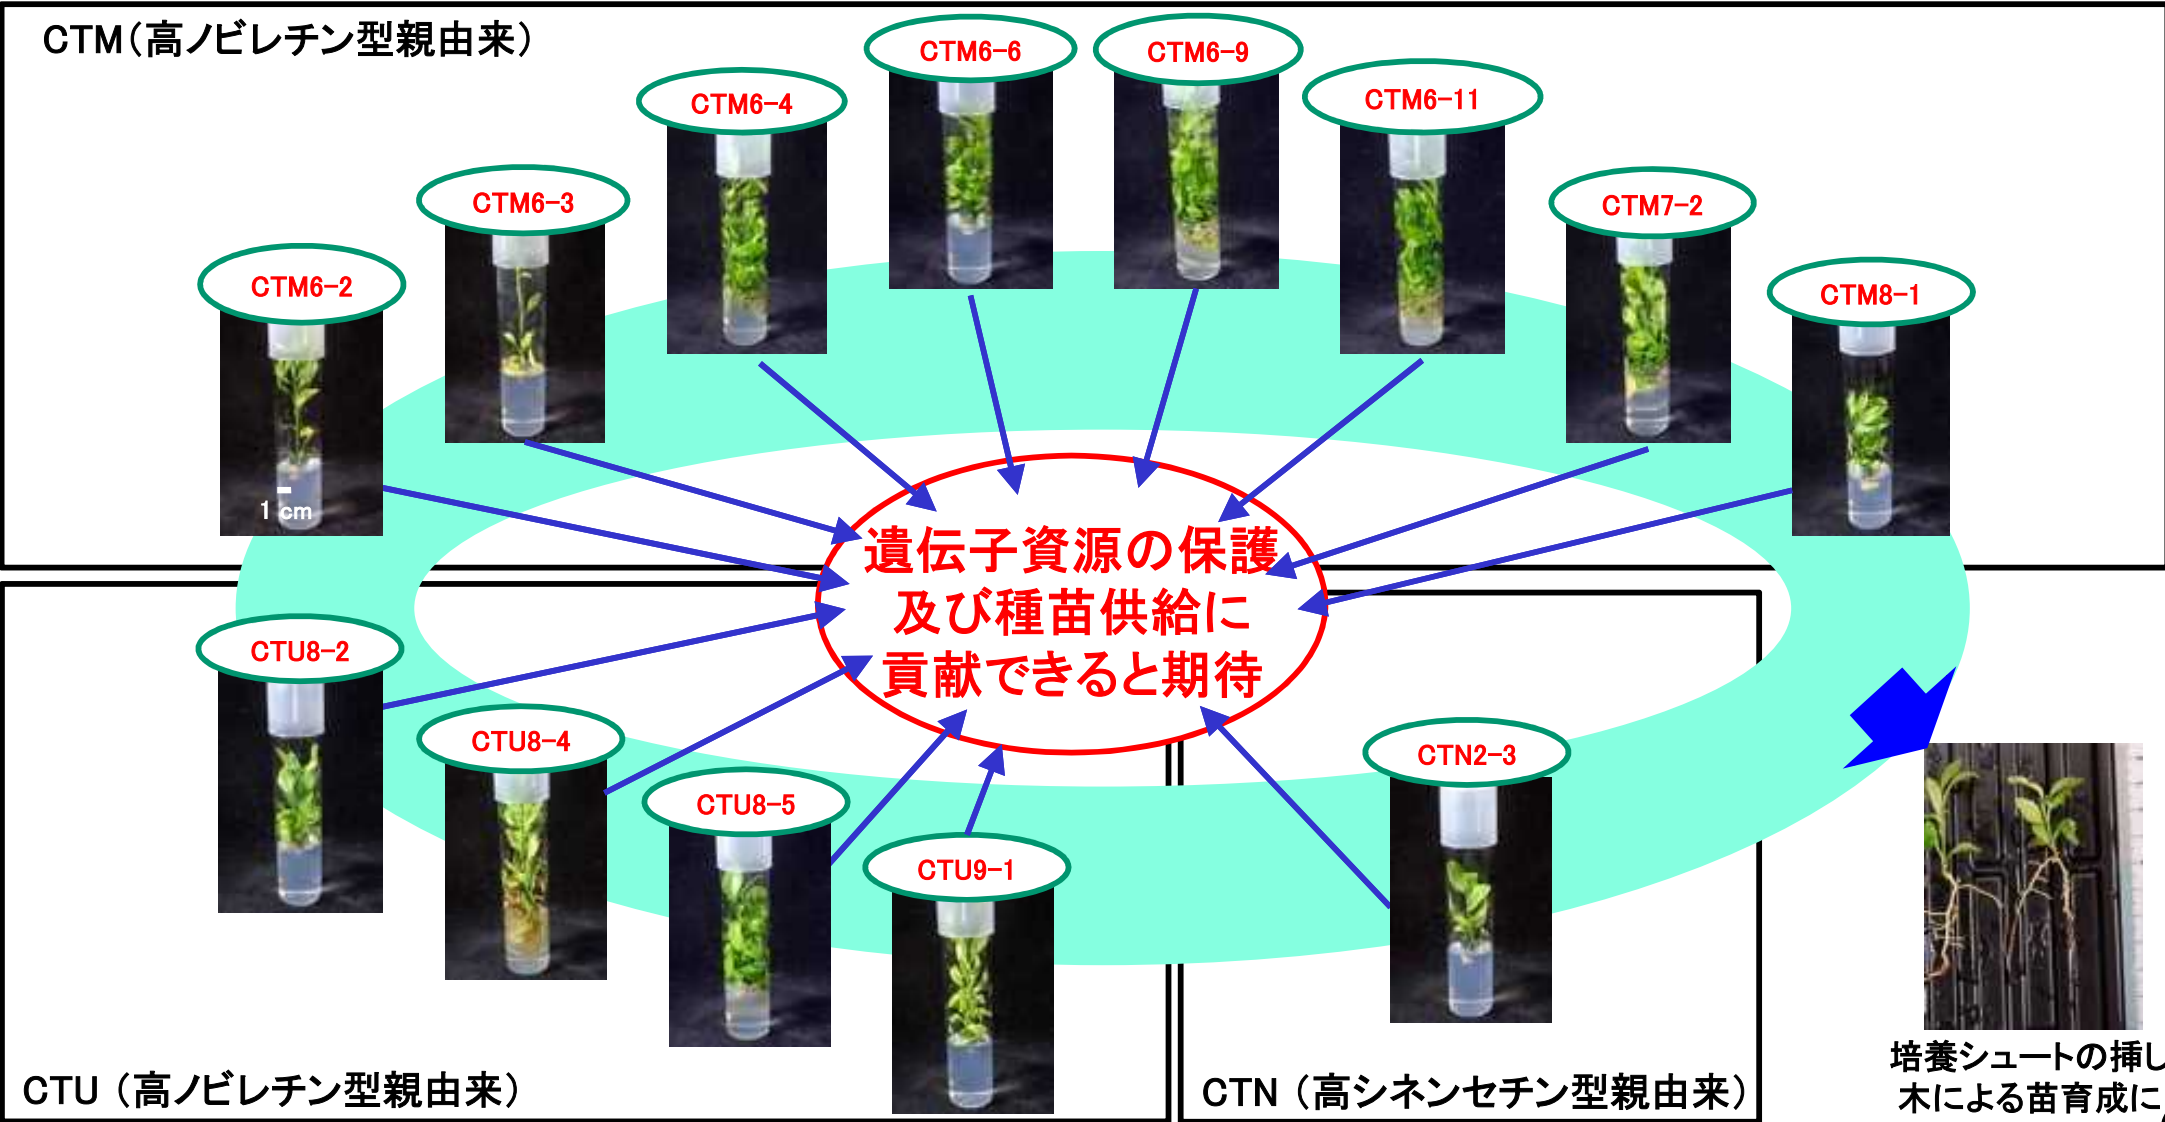 CTM（高ノビレチン型親由来）
CTM6-2
CTM6-3
CTM6-4
CTM6-6
CTM6-9
CTM6-11
CTM7-2
CTM8-1
1 cm
遺伝子資源の保護
及び種苗供給に
貢献できると期待
CTU8-2
CTU8-4
CTU8-5
CTU9-1
CTU（高ノビレチン型親由来）
CTN2-3
CTN（高シネンセチン型親由来）
培養シュートの挿し
木による苗育成に